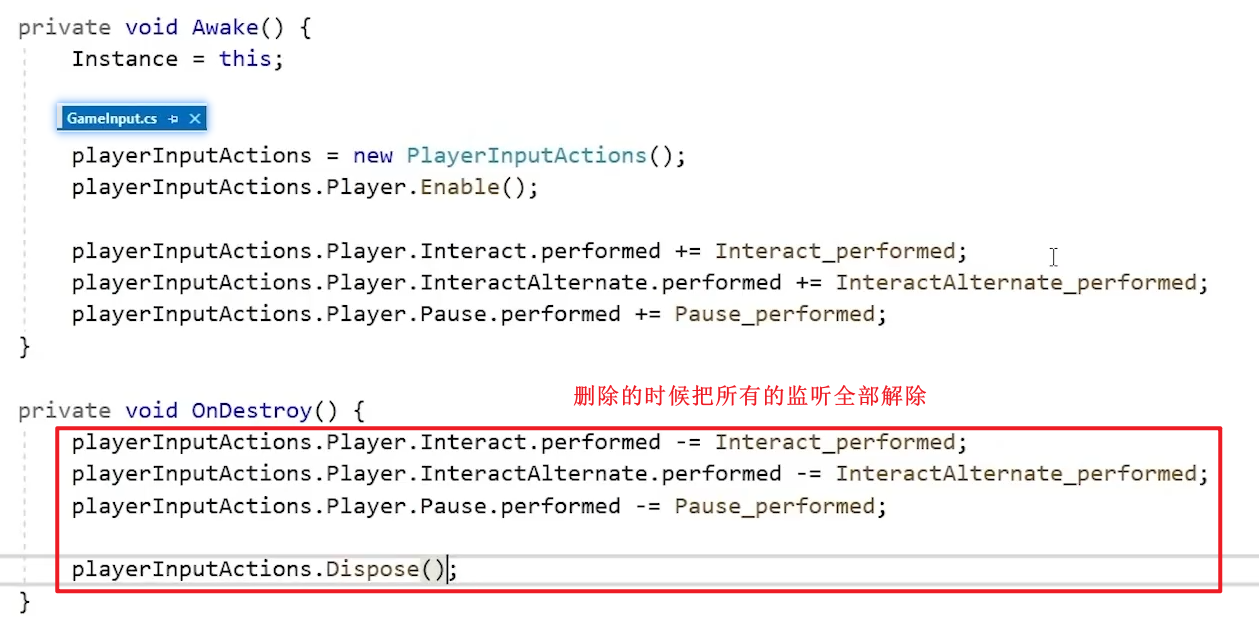 private void Awake() {
Instance = this;
GameInput.cs
playerInputActions = new PlayerInputActions();
playerInputActions.Player.Enable();
playerInputActions.Player.Interact.performed += Interact_performed;
playerInputActions.Player.InteractAlternate.performed += InteractAlternate_performed;
playerInputActions.Player.Pause.performed += Pause_performed;
}
删除的时候把所有的监听全部解除
private void OnDestroy() {
playerInputActions.Player.Interact.performed -= Interact_performed;
playerInputActions.Player.InteractAlternate.performed -= InteractAlternate_performed;
playerInputActions.Player.Pause.performed -= Pause_performed;
playerInputActions.Dispose();
}